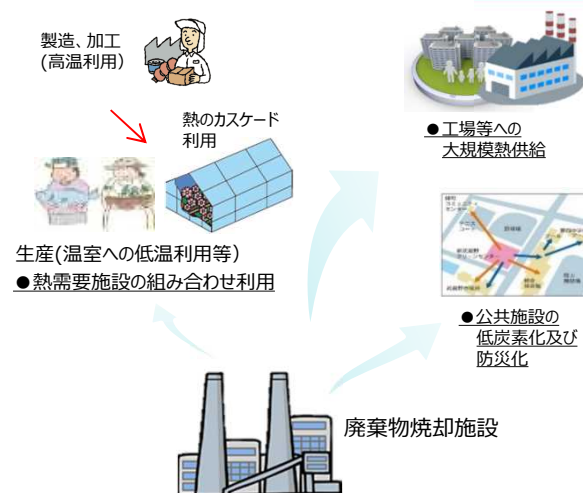 製造、加工
(高温利用）
熱のカスケード
利用
生産(温室への低温利用等）
●熱需要施設の組み合わせ利用
●工場等への
大規模熱供給
●公共施設の
低炭素化及び
防災化
廃棄物焼却施設